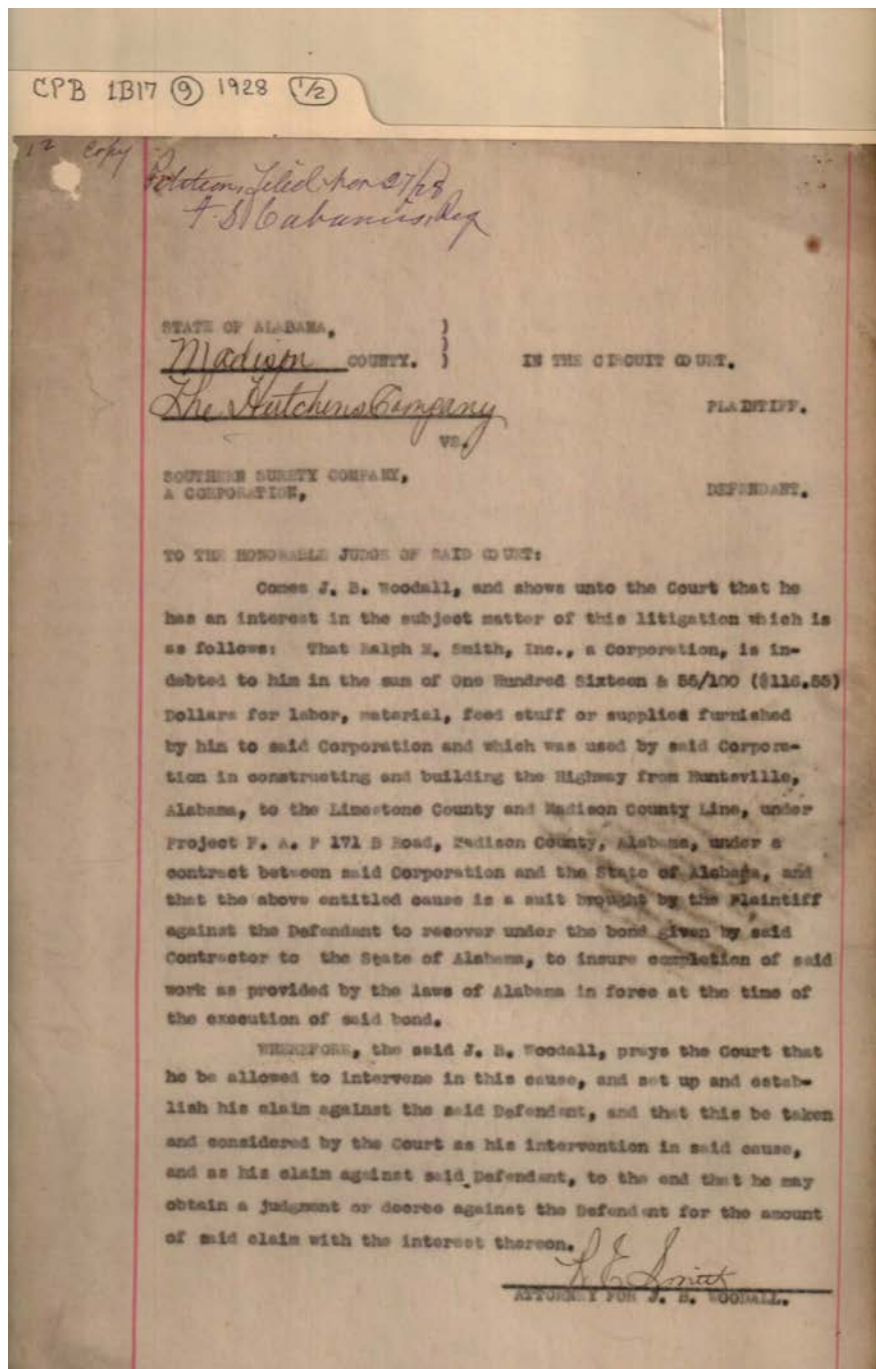 CPB 1B17 (9) 1928 (1/2)
Copy
Petition filed Nov 27/28
STATE OF ALABAMA, )
Madison COUNTY. ) IN THE CIRCUIT COURT.
The Hutchens Company PLAINTIFF.
VS.
SOUTHERN SURETY COMPANY,
A CORPORATION, DEFENDANT.
TO THE HONORABLE JUDGE OF SAID COURT:
Comes J. B. Woodall, and shows unto the Court that he
has an interest in the subject matter of this litigation which is
as follows: That Ralph M. Smith, Inc., a Corporation, is in-
debted to him in the sum of One Hundred Sixteen & 55/100 ($116.55)
Dollars for labor, material, feed stuff or supplies furnished
by him to said Corporation and which was used by said Corpora-
tion in constructing and building the Highway from Huntsville,
Alabama, to the Limestone County and Madison County Line, under
Project F. A. P 171 B Road, Madison County, Alabama, under a
contract between said Corporation and the State of Alabama, and
that the above entitled cause is a suit brought by the Plaintiff
against the Defendant to recover under the bond given by said
Contractor to the State of Alabama, to insure completion of said
work as provided by the laws of Alabama in force at the time of
the execution of said bond.
WHEREFORE, the said J. B. Woodall, prays the Court that
he be allowed to intervene in this cause, and set up and estab-
lish his claim against the said Defendant, and that this be taken
and considered by the Court as his intervention in said cause,
and as his claim against said Defendant, to the end that he may
obtain a judgment or decree against the Defendant for the amount
of said claim with the interest thereon.
R E Smith
ATTORNEY FOR J. B. WOODALL.